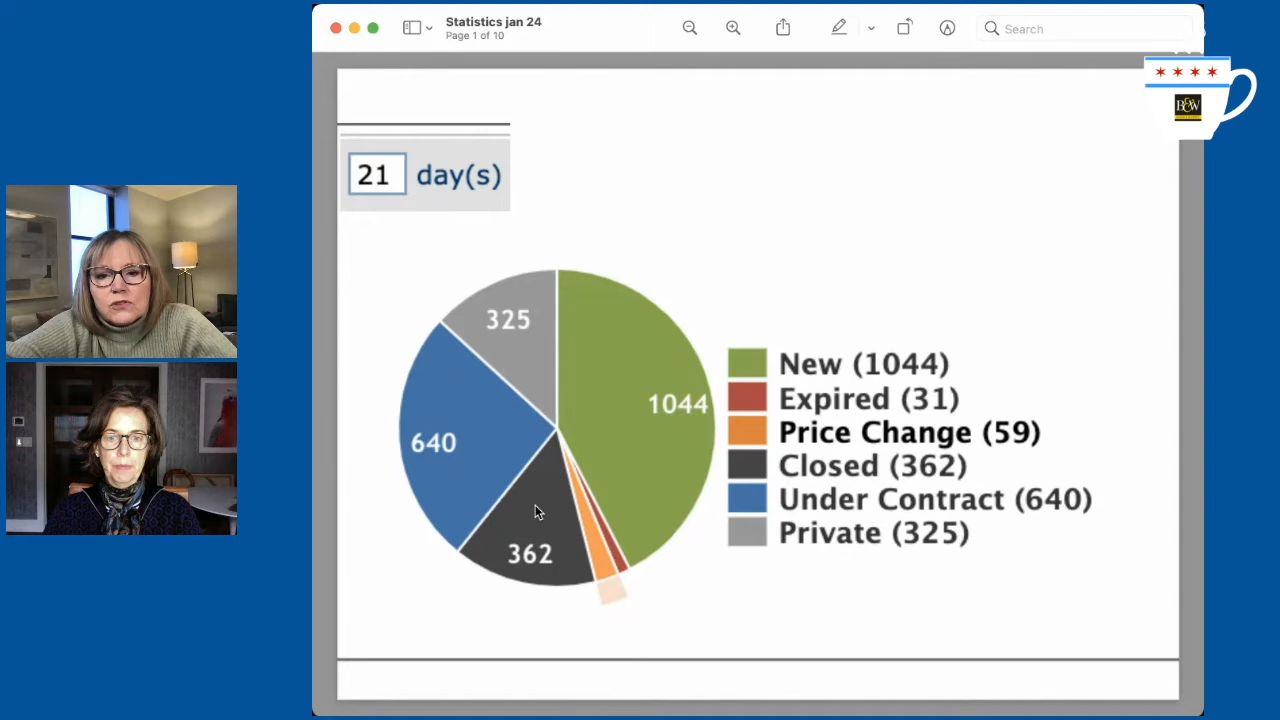 Statistics jan 24
Page 1 of 10
Search
B&W
21 day(s)
325
1044
640
362
New (1044)
Expired (31)
Price Change (59)
Closed (362)
Under Contract (640)
Private (325)